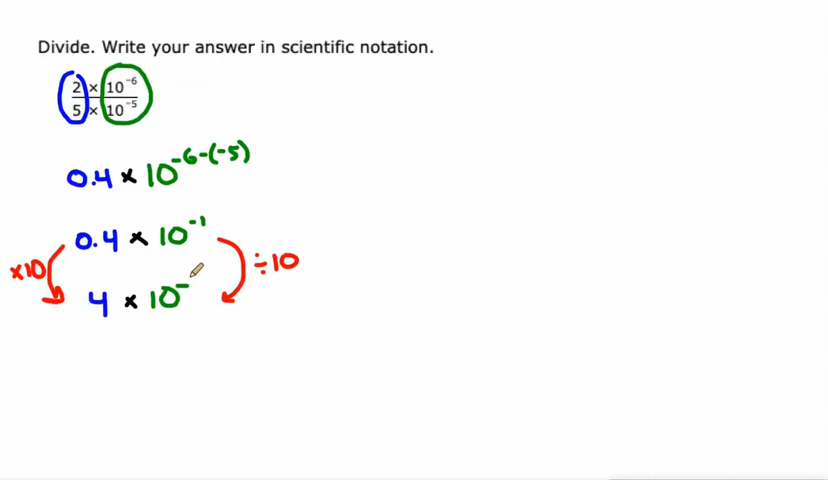 Divide. Write your answer in scientific notation.
2 × 10⁻⁶
5 × 10⁻⁵
0.4 × 10⁻⁶⁻⁽⁻⁵⁾
0.4 × 10⁻¹
×10 ÷10
4 × 10⁻